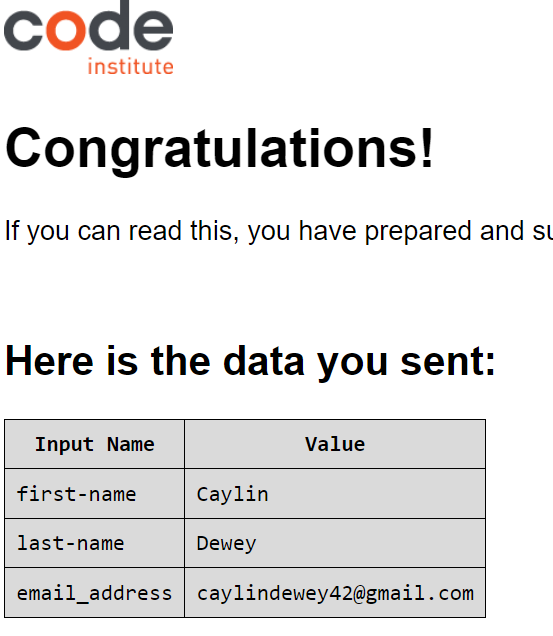 code
institute
Congratulations!
If you can read this, you have prepared and
Here is the data you sent:
Input Name Value
first-name Caylin
last-name Dewey
email_address caylindewey42@gmail.com